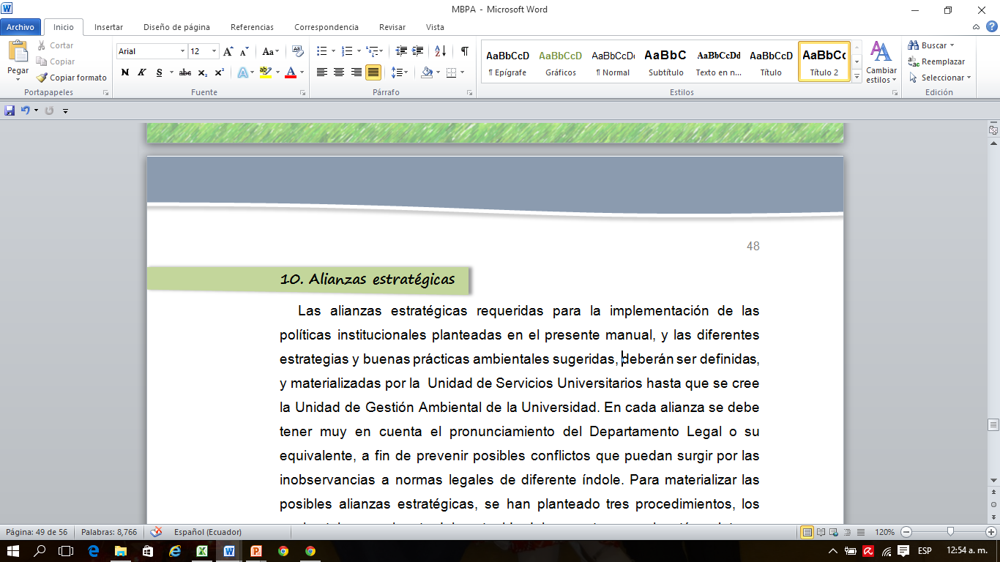 MBPA - Microsoft Word
Archivo Inicio Insertar Diseño de página Referencias Correspondencia Revisar Vista
Pegar
Cortar
Copiar
Copiar formato
Portapapeles
Arial 12
N K S abc x₂ x²
Fuente
Párrafo
AaBbCcD AaBbCcD AaBbCcDc AaBbC AaBbCcDd AaBbCcD AaBbCc
¶ Epígrafe Gráficos ¶ Normal Subtítulo Texto en n... Título Título 2
Cambiar estilos
Estilos
Buscar
Reemplazar
Seleccionar
Edición
48
10. Alianzas estratégicas
Las alianzas estratégicas requeridas para la implementación de las
políticas institucionales planteadas en el presente manual, y las diferentes
estrategias y buenas prácticas ambientales sugeridas, deberán ser definidas,
y materializadas por la Unidad de Servicios Universitarios hasta que se cree
la Unidad de Gestión Ambiental de la Universidad. En cada alianza se debe
tener muy en cuenta el pronunciamiento del Departamento Legal o su
equivalente, a fin de prevenir posibles conflictos que puedan surgir por las
inobservancias a normas legales de diferente índole. Para materializar las
posibles alianzas estratégicas, se han planteado tres procedimientos, los
Página: 49 de 56 Palabras: 8,766 Español (Ecuador) 120%
ESP 12:54 a. m.